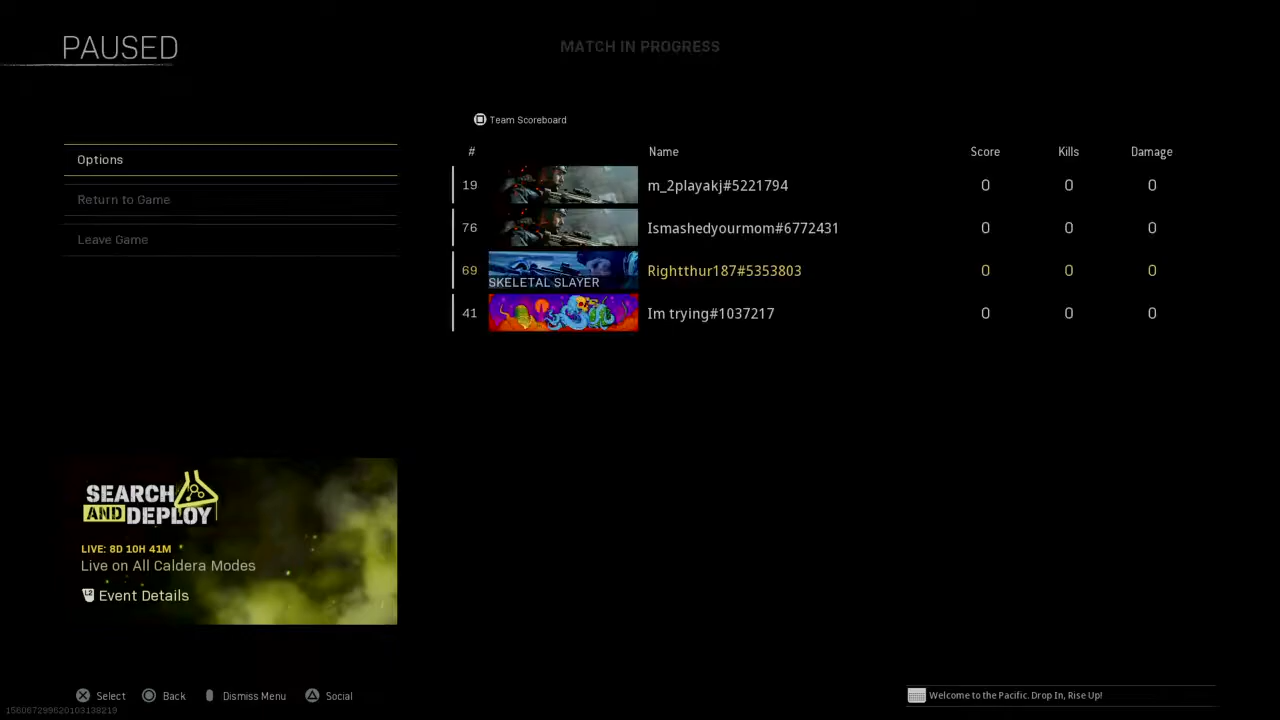 PAUSED
MATCH IN PROGRESS
Team Scoreboard
# Name Score Kills Damage
Options
Return to Game
Leave Game
19 m_2playakj#5221794 0 0 0
76 Ismashedyourmom#6772431 0 0 0
69 SKELETAL SLAYER Rightthur187#5353803 0 0 0
41 Im trying#1037217 0 0 0
SEARCH
AND DEPLOY
LIVE: 8D 10H 41M
Live on All Caldera Modes
L2 Event Details
Select Back Dismiss Menu Social
Welcome to the Pacific. Drop In, Rise Up!
156067299620103138219